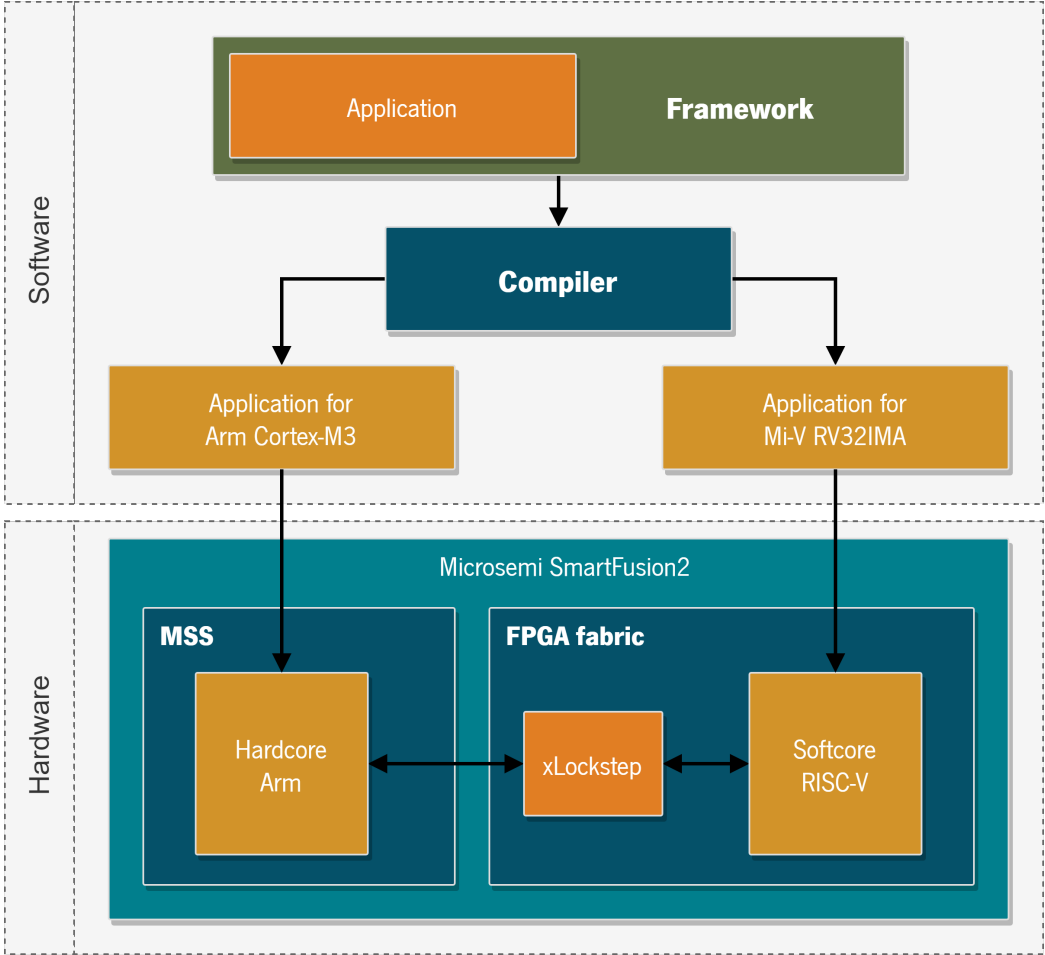 Software
Application
Framework
Compiler
Application for
Arm Cortex-M3
Application for
Mi-V RV32IMA
Hardware
Microsemi SmartFusion2
MSS
FPGA fabric
Hardcore
Arm
xLockstep
Softcore
RISC-V